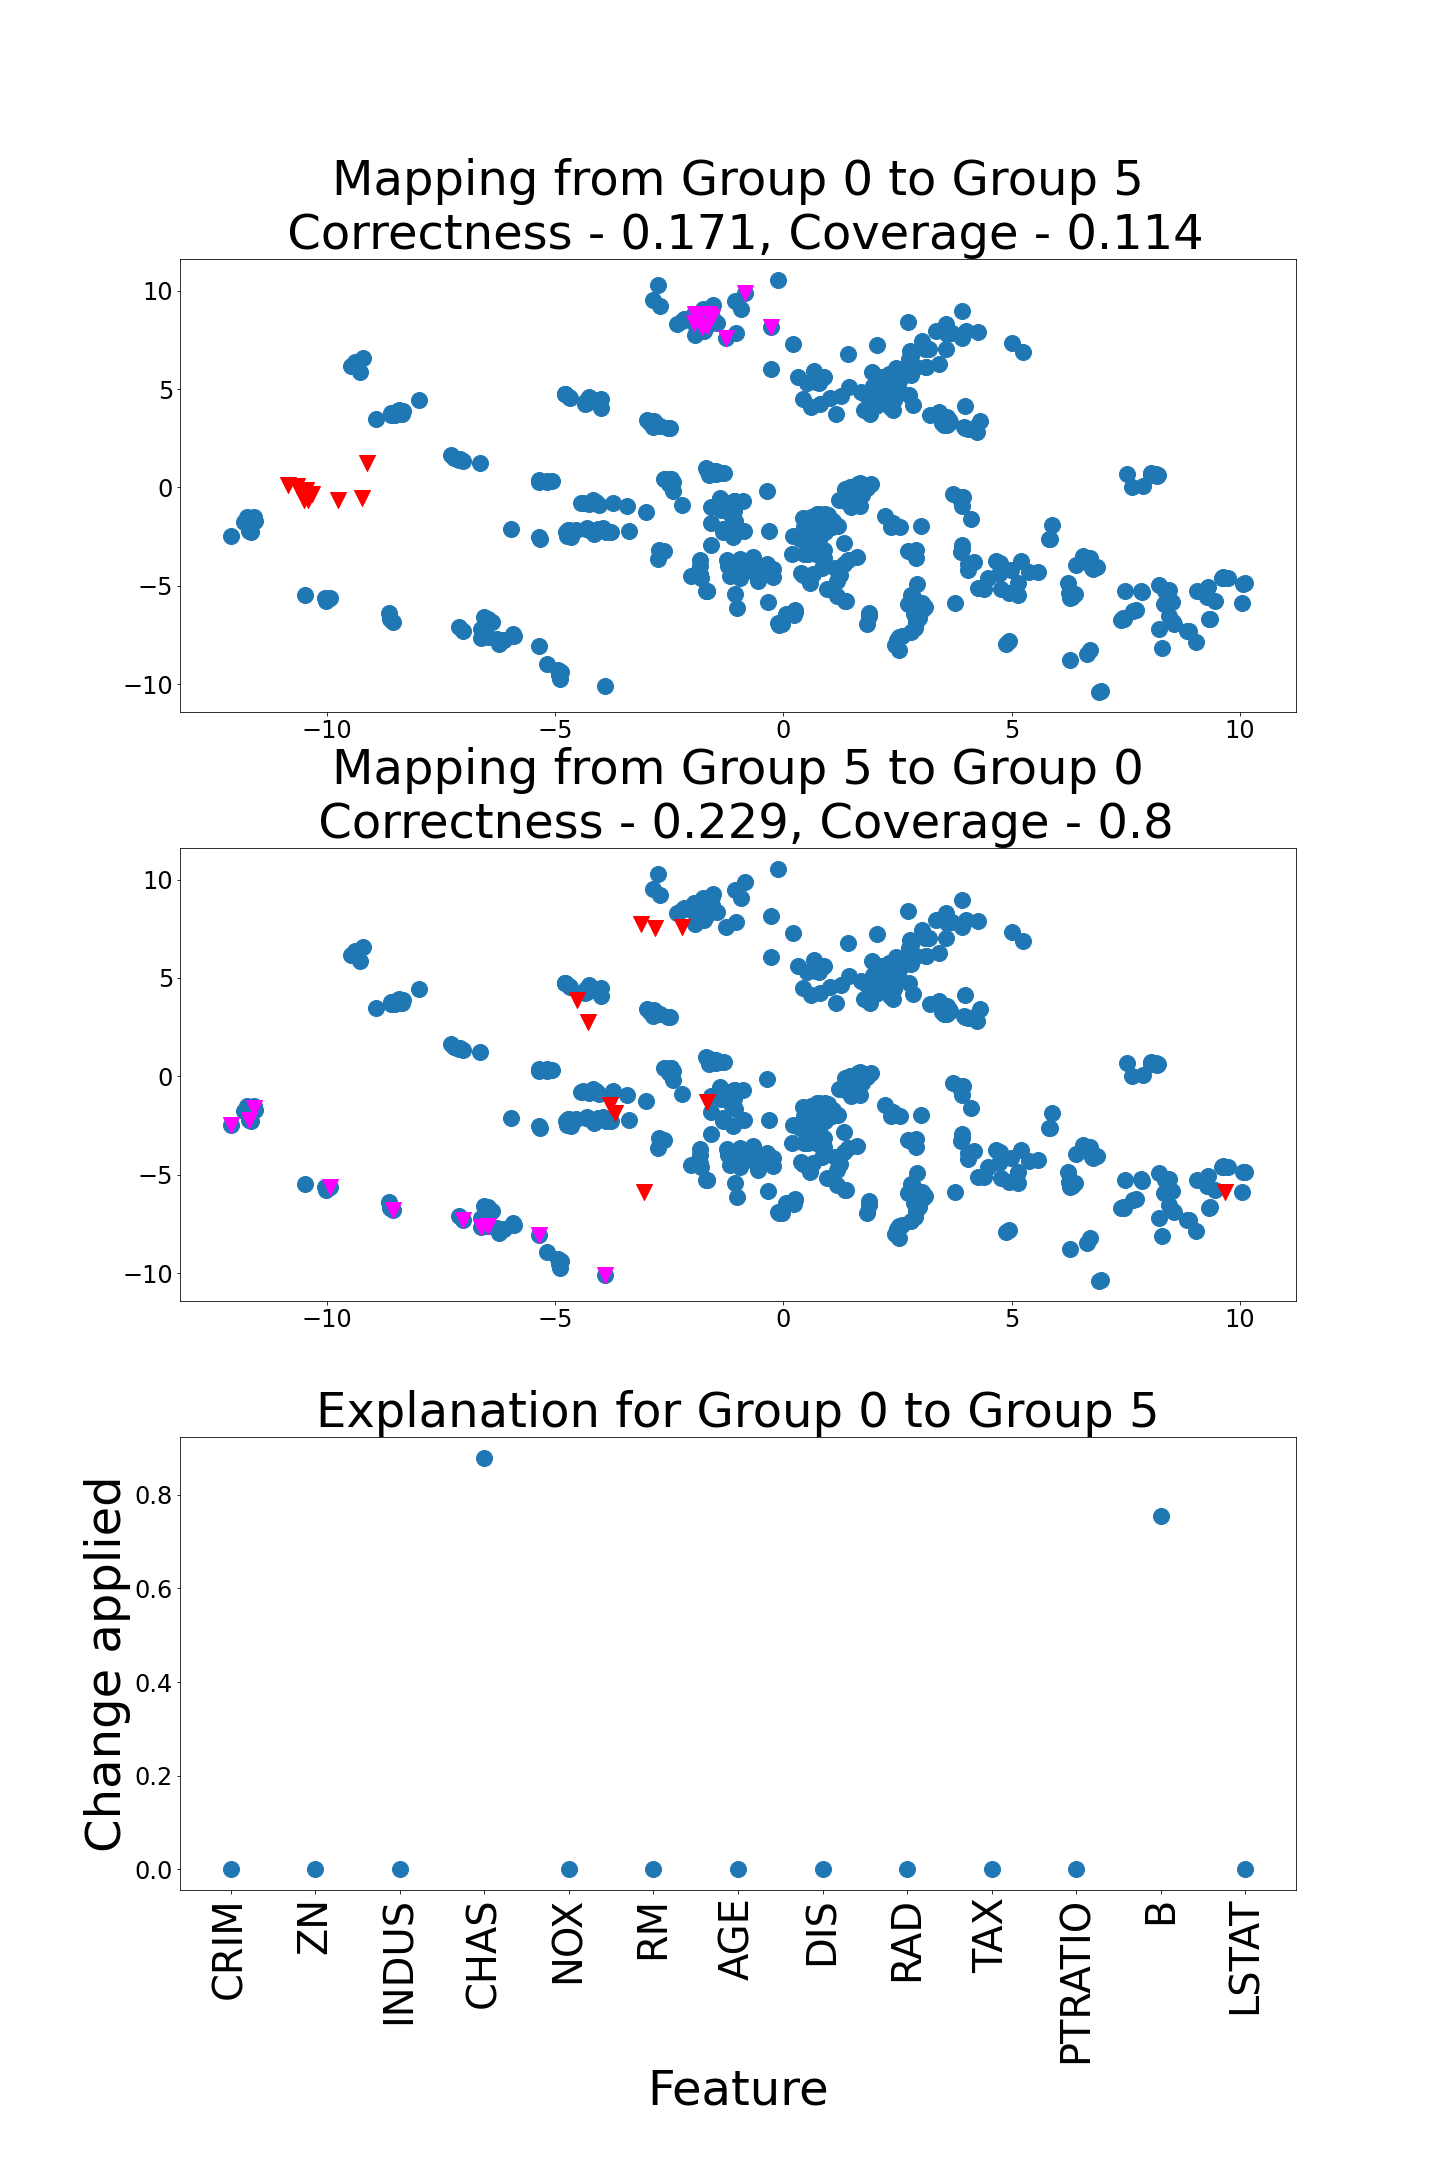 Mapping from Group 0 to Group 5
Correctness - 0.171, Coverage - 0.114
10
5
0
−5
−10
−10 −5 0 5 10
Mapping from Group 5 to Group 0
Correctness - 0.229, Coverage - 0.8
10
5
0
−5
−10
−10 −5 0 5 10
Explanation for Group 0 to Group 5
Change applied
0.8
0.6
0.4
0.2
0.0
CRIM
ZN
INDUS
CHAS
NOX
RM
AGE
DIS
RAD
TAX
PTRATIO
B
LSTAT
Feature